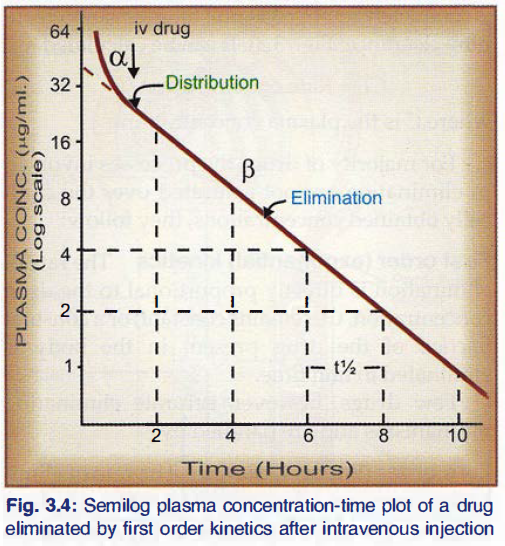 64
32
16
8
4
2
1
PLASMA CONC. (μg/ml.)
(Log scale)
iv drug
α
Distribution
β
Elimination
t½
2 4 6 8 10
Time (Hours)
Fig. 3.4: Semilog plasma concentration-time plot of a drug
eliminated by first order kinetics after intravenous injection